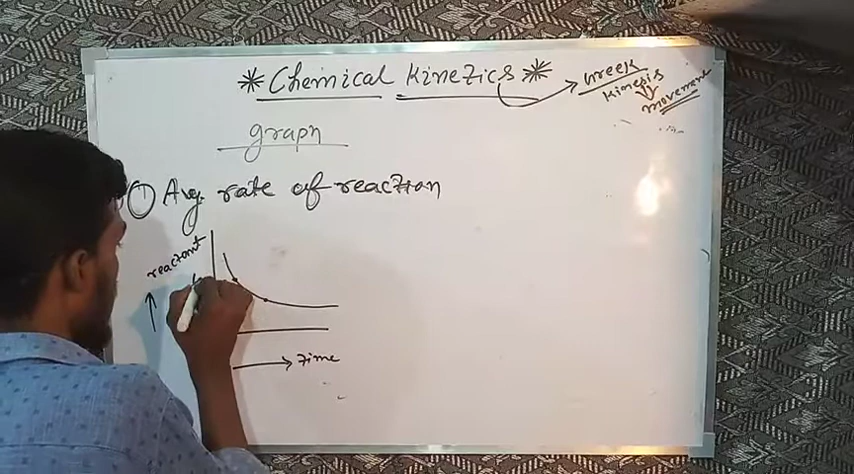 * Chemical Kinetics *
Greek
Kinesis
movement
graph
① Avg. rate of reaction
reactant
time